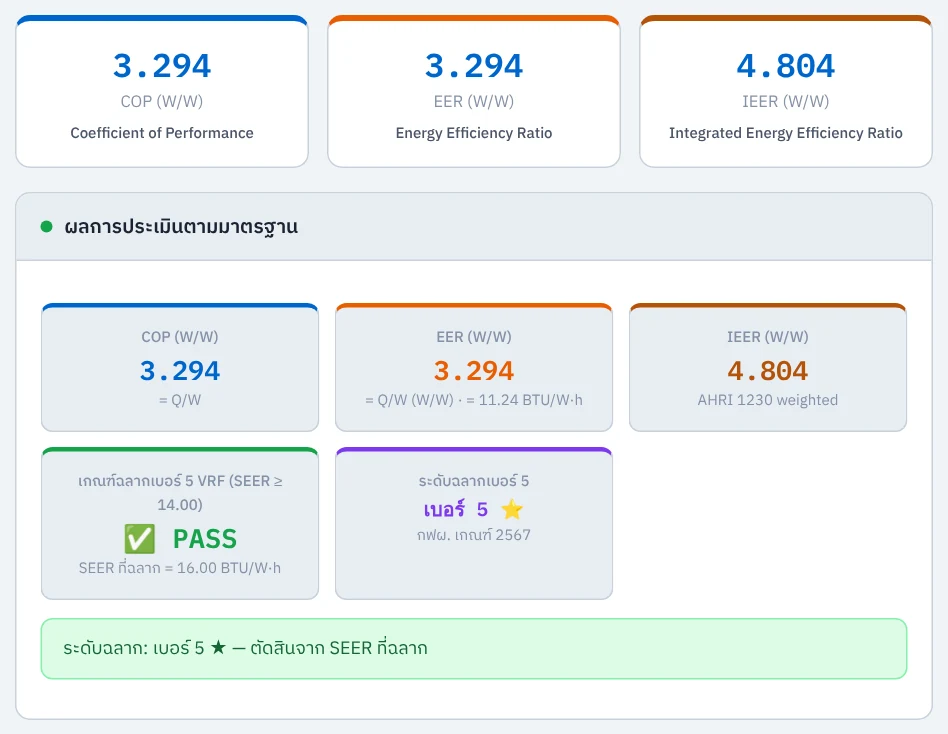 3.294
COP (W/W)
Coefficient of Performance
3.294
EER (W/W)
Energy Efficiency Ratio
4.804
IEER (W/W)
Integrated Energy Efficiency Ratio
ผลการประเมินตามมาตรฐาน
COP (W/W)
3.294
= Q/W
EER (W/W)
3.294
= Q/W (W/W) · = 11.24 BTU/W·h
IEER (W/W)
4.804
AHRI 1230 weighted
เกณฑ์ฉลากเบอร์ 5 VRF (SEER ≥
14.00)
✅ PASS
SEER ที่ฉลาก = 16.00 BTU/W·h
ระดับฉลากเบอร์ 5
เบอร์ 5 ⭐
กฟผ. เกณฑ์ 2567
ระดับฉลาก: เบอร์ 5 ★ — ตัดสินจาก SEER ที่ฉลาก